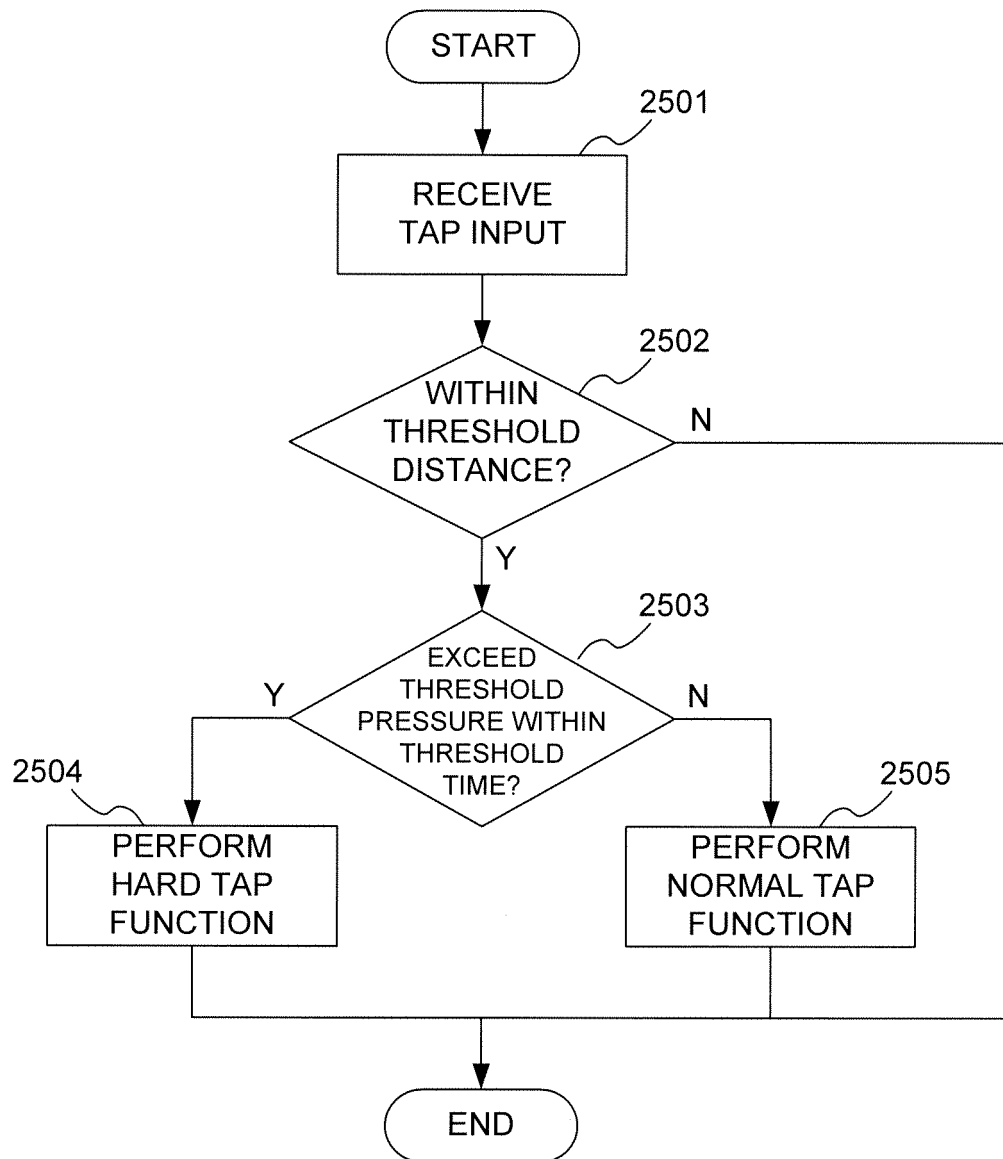 START
2501
RECEIVE
TAP INPUT
2502
WITHIN
THRESHOLD
DISTANCE?
N
Y
2503
EXCEED
THRESHOLD
PRESSURE WITHIN
THRESHOLD
TIME?
Y
N
2504
PERFORM
HARD TAP
FUNCTION
2505
PERFORM
NORMAL TAP
FUNCTION
END